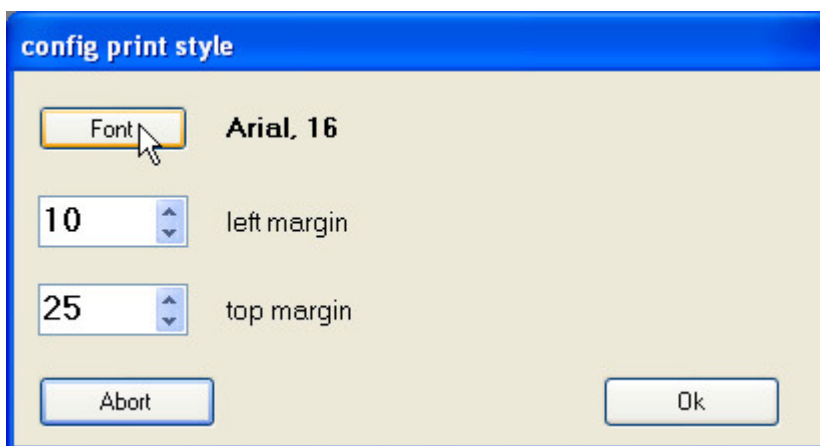 config print style
Font Arial, 16
10 left margin
25 top margin
Abort Ok